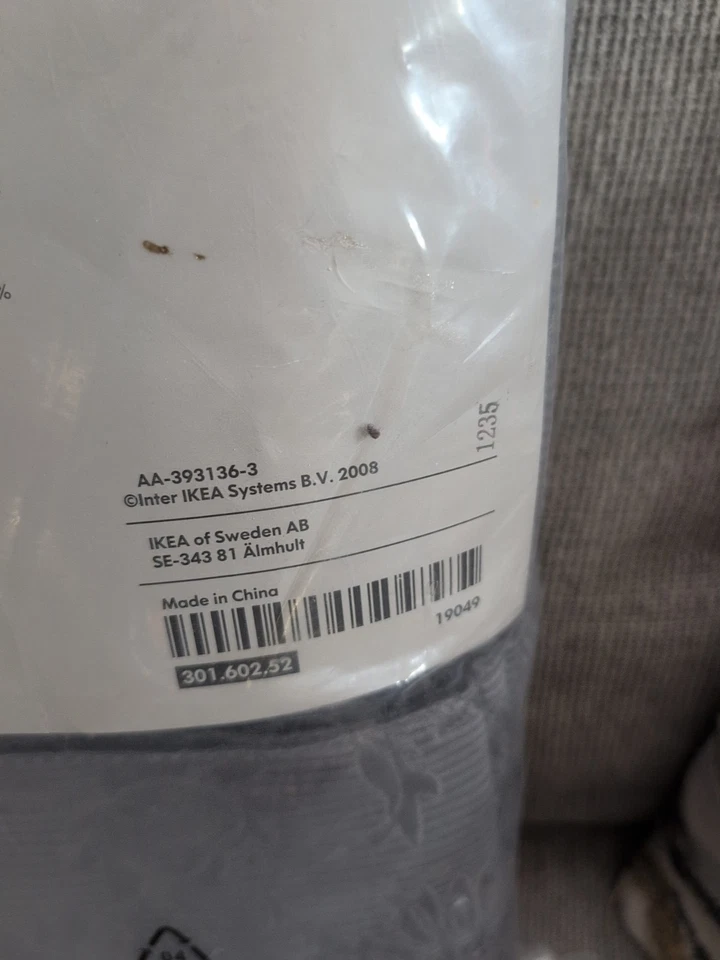 %
1235
AA-393136-3
©Inter IKEA Systems B.V. 2008
IKEA of Sweden AB
SE-343 81 Älmhult
Made in China
19049
301.602.52
04